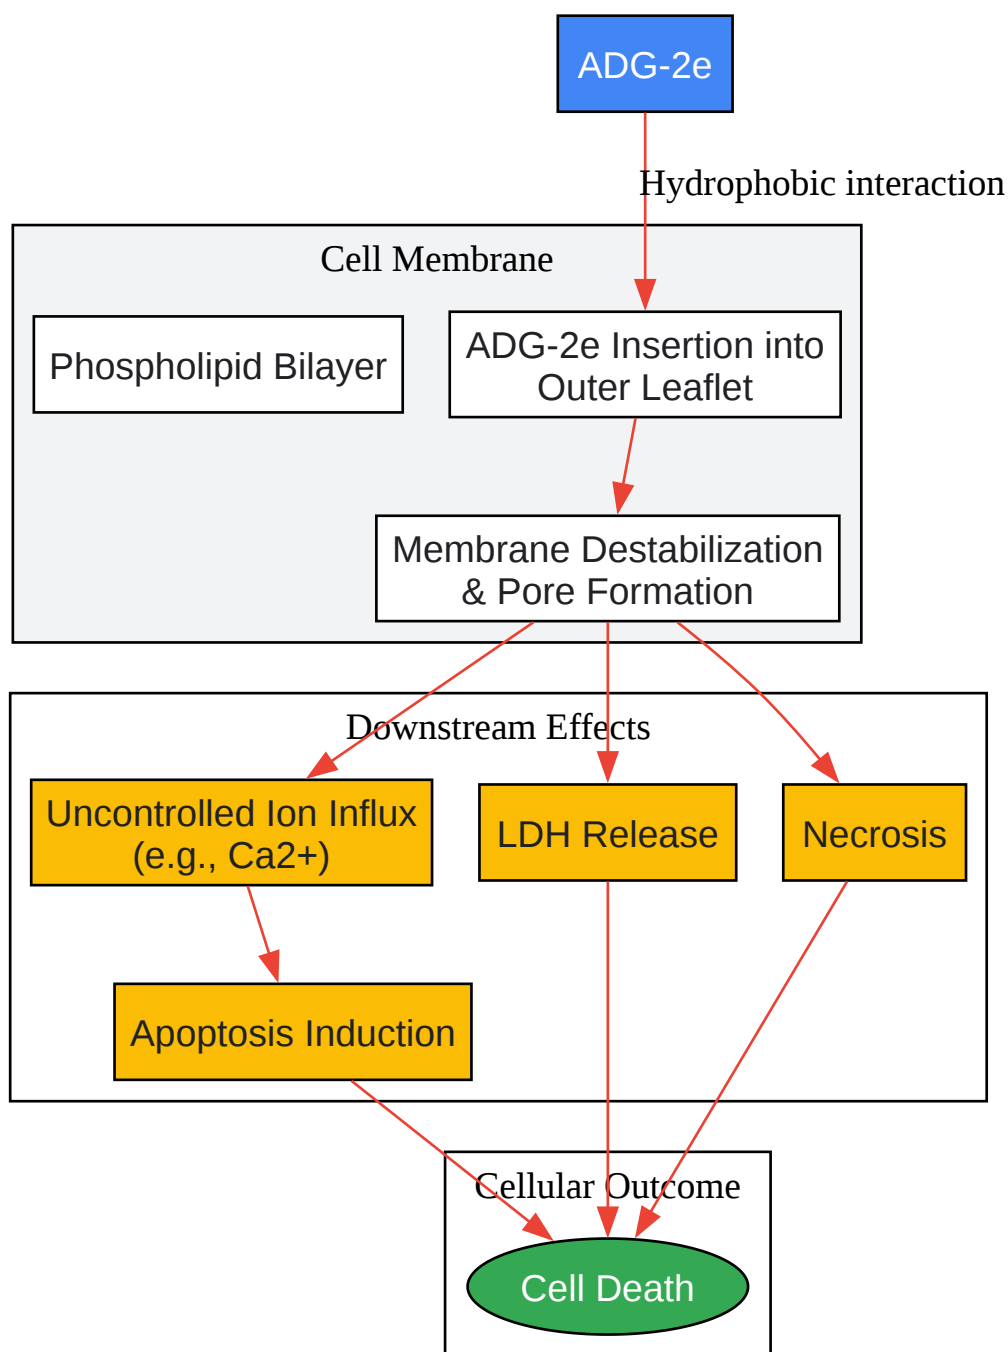 ADG-2e
Hydrophobic interaction
Cell Membrane
Phospholipid Bilayer
ADG-2e Insertion into
Outer Leaflet
Membrane Destabilization
& Pore Formation
Downstream Effects
Uncontrolled Ion Influx
(e.g., Ca2+)
LDH Release
Necrosis
Apoptosis Induction
Cellular Outcome
Cell Death